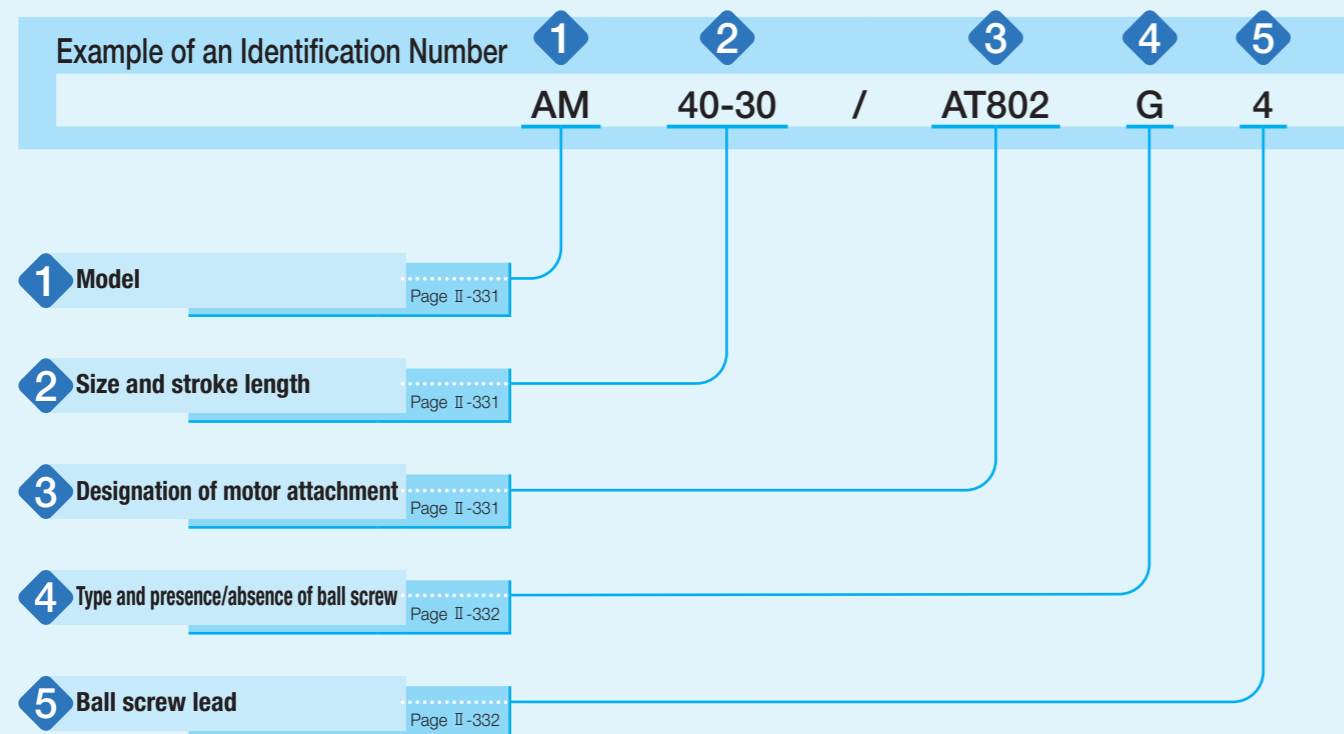 Example of an Identification Number 1 2 3 4 5
AM 40-30 / AT802 G 4
1 Model
Page Ⅱ-331
2 Size and stroke length
Page Ⅱ-331
3 Designation of motor attachment
Page Ⅱ-331
4 Type and presence/absence of ball screw
Page Ⅱ-332
5 Ball screw lead
Page Ⅱ-332